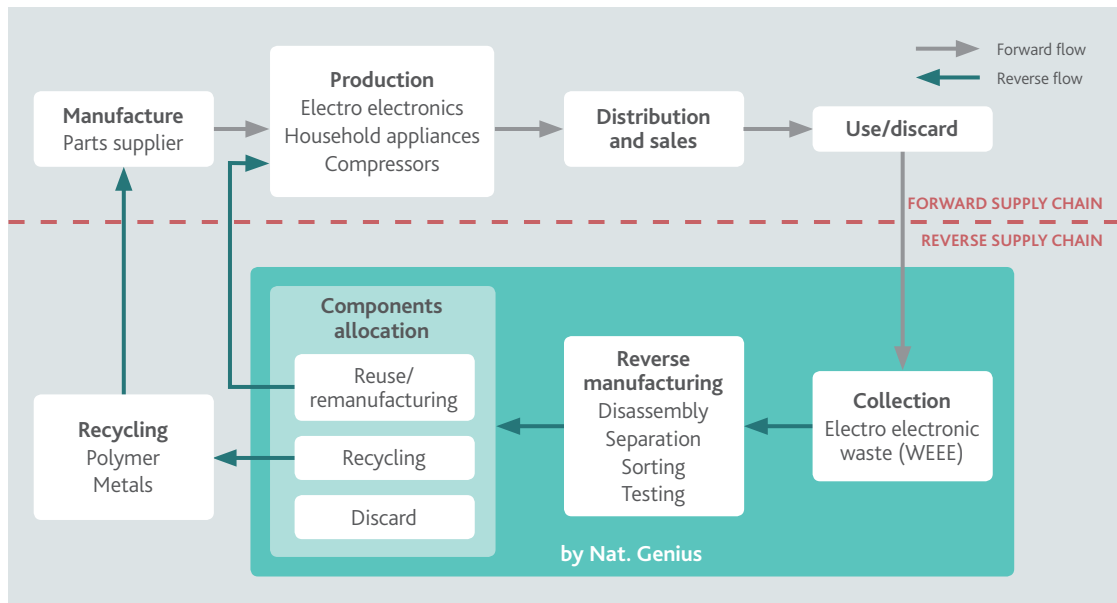 Forward flow
Reverse flow
Manufacture
Parts supplier
Production
Electro electronics
Household appliances
Compressors
Distribution
and sales
Use/discard
FORWARD SUPPLY CHAIN
REVERSE SUPPLY CHAIN
Components
allocation
Reuse/
remanufacturing
Recycling
Discard
Reverse
manufacturing
Disassembly
Separation
Sorting
Testing
Collection
Electro electronic
waste (WEEE)
Recycling
Polymer
Metals
by Nat. Genius